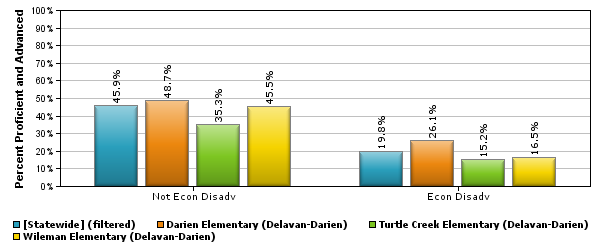 Percent Proficient and Advanced
100%
90%
80%
70%
60%
50%
40%
30%
20%
10%
0%
45.9%
48.7%
35.3%
45.5%
19.8%
26.1%
15.2%
16.5%
Not Econ Disadv
Econ Disadv
[Statewide] (filtered)
Darien Elementary (Delavan-Darien)
Turtle Creek Elementary (Delavan-Darien)
Wileman Elementary (Delavan-Darien)